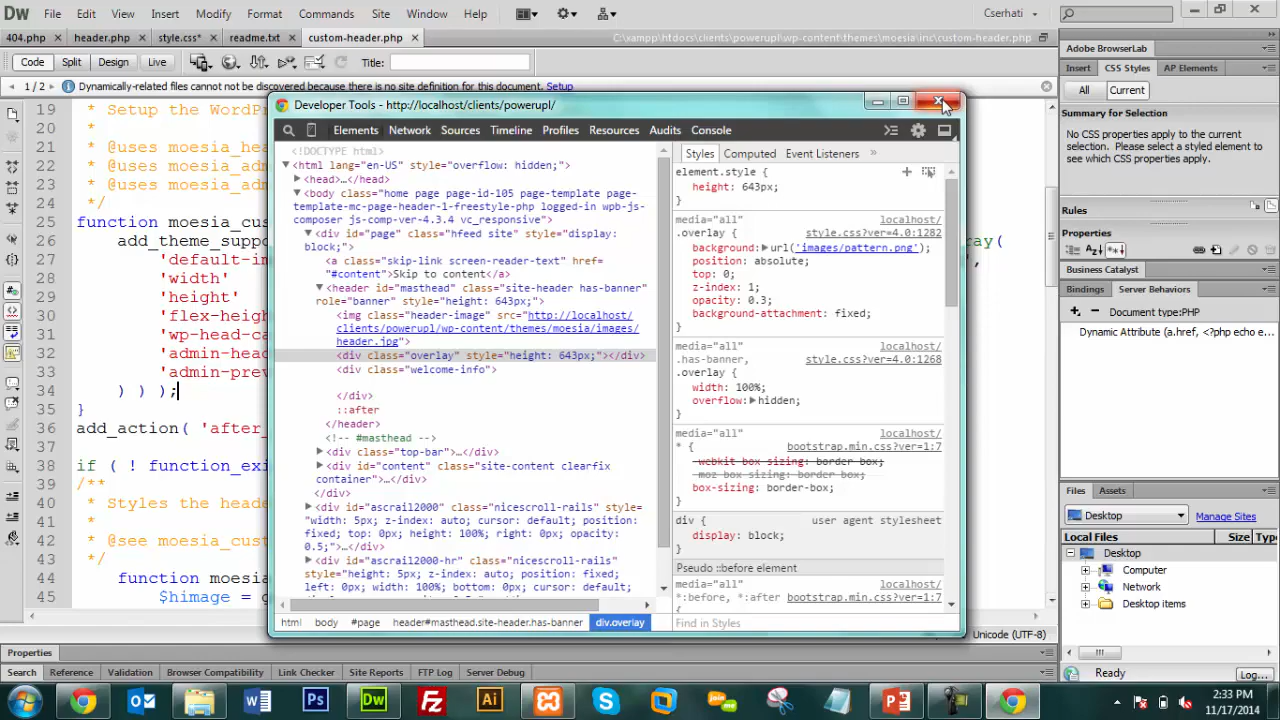 DW File Edit View Insert Modify Format Commands Site Window Help Cserhati
404.php × header.php × style.css* × readme.txt × custom-header.php × C:\xampp\htdocs\clients\powerupl\wp-content\themes\moesia\inc\custom-header.php
Code Split Design Live Title:
1 / 2 Dynamically-related files cannot be discovered because there is no site definition for this document. Setup
19 * Setup the WordPr
20 *
21 * @uses moesia_hea
22 * @uses moesia_adm
23 * @uses moesia_adm
24 */
25 function moesia_cus
26 add_theme_suppo ray(
27 'default-im ',
28 'width'
29 'height'
30 'flex-heigh
31 'wp-head-ca
32 'admin-head
33 'admin-prev
34 ) ) );
35 }
36 add_action( 'after_
37
38 if ( ! function_exi
39 /**
40 * Styles the heade
41 *
42 * @see moesia_cust
43 */
44 function moesia
45 $himage = g
Developer Tools - http://localhost/clients/powerupl/
Elements Network Sources Timeline Profiles Resources Audits Console
<!DOCTYPE html>
<html lang="en-US" style="overflow: hidden;">
<head>…</head>
<body class="home page page-id-105 page-template page-
template-mc-page-header-1-freestyle-php logged-in wpb-js-
composer js-comp-ver-4.3.4 vc_responsive">
<div id="page" class="hfeed site" style="display:
block;">
<a class="skip-link screen-reader-text" href=
"#content">Skip to content</a>
<header id="masthead" class="site-header has-banner"
role="banner" style="height: 643px;">
<img class="header-image" src="http://localhost/
clients/powerupl/wp-content/themes/moesia/images/
header.jpg">
<div class="overlay" style="height: 643px;"></div>
<div class="welcome-info">
</div>
::after
</header>
<!-- #masthead -->
<div class="top-bar">…</div>
<div id="content" class="site-content clearfix
container">…</div>
</div>
<div id="ascrail2000" class="nicescroll-rails" style=
"width: 5px; z-index: auto; cursor: default; position:
fixed; top: 0px; height: 100%; right: 0px; opacity:
0.5;">…</div>
<div id="ascrail2000-hr" class="nicescroll-rails"
style="height: 5px; z-index: auto; position: fixed;
left: 0px; width: 100%; bottom: 0px; cursor:
html body #page header#masthead.site-header.has-banner div.overlay
Styles Computed Event Listeners »
element.style {
height: 643px;
}
media="all" localhost/
.overlay { style.css?ver=4.0:1282
background: url('images/pattern.png');
position: absolute;
top: 0;
z-index: 1;
opacity: 0.3;
background-attachment: fixed;
}
media="all" localhost/
.has-banner, style.css?ver=4.0:1268
.overlay {
width: 100%;
overflow: hidden;
}
media="all" localhost/
* { bootstrap.min.css?ver=1:7
-webkit-box-sizing: border-box;
-moz-box-sizing: border-box;
box-sizing: border-box;
}
div { user agent stylesheet
display: block;
}
Pseudo ::before element
media="all" localhost/
*:before, *:after bootstrap.min.css?ver=1:7
Find in Styles
Adobe BrowserLab
Insert CSS Styles AP Elements
All Current
Summary for Selection
No CSS properties apply to the current
selection. Please select a styled element to
see which CSS properties apply.
Rules
Properties
Business Catalyst
Bindings Server Behaviors
Document type:PHP
Dynamic Attribute (a.href, <?php echo e
Files Assets
Desktop Manage Sites
Local Files Size Type
Desktop
Computer
Network
Desktop items
Ready Log...
Unicode (UTF-8)
Properties
Search Reference Validation Browser Compatibility Link Checker Site Reports FTP Log Server Debug
W Ps Dw Ai S P 2:33 PM
11/17/2014